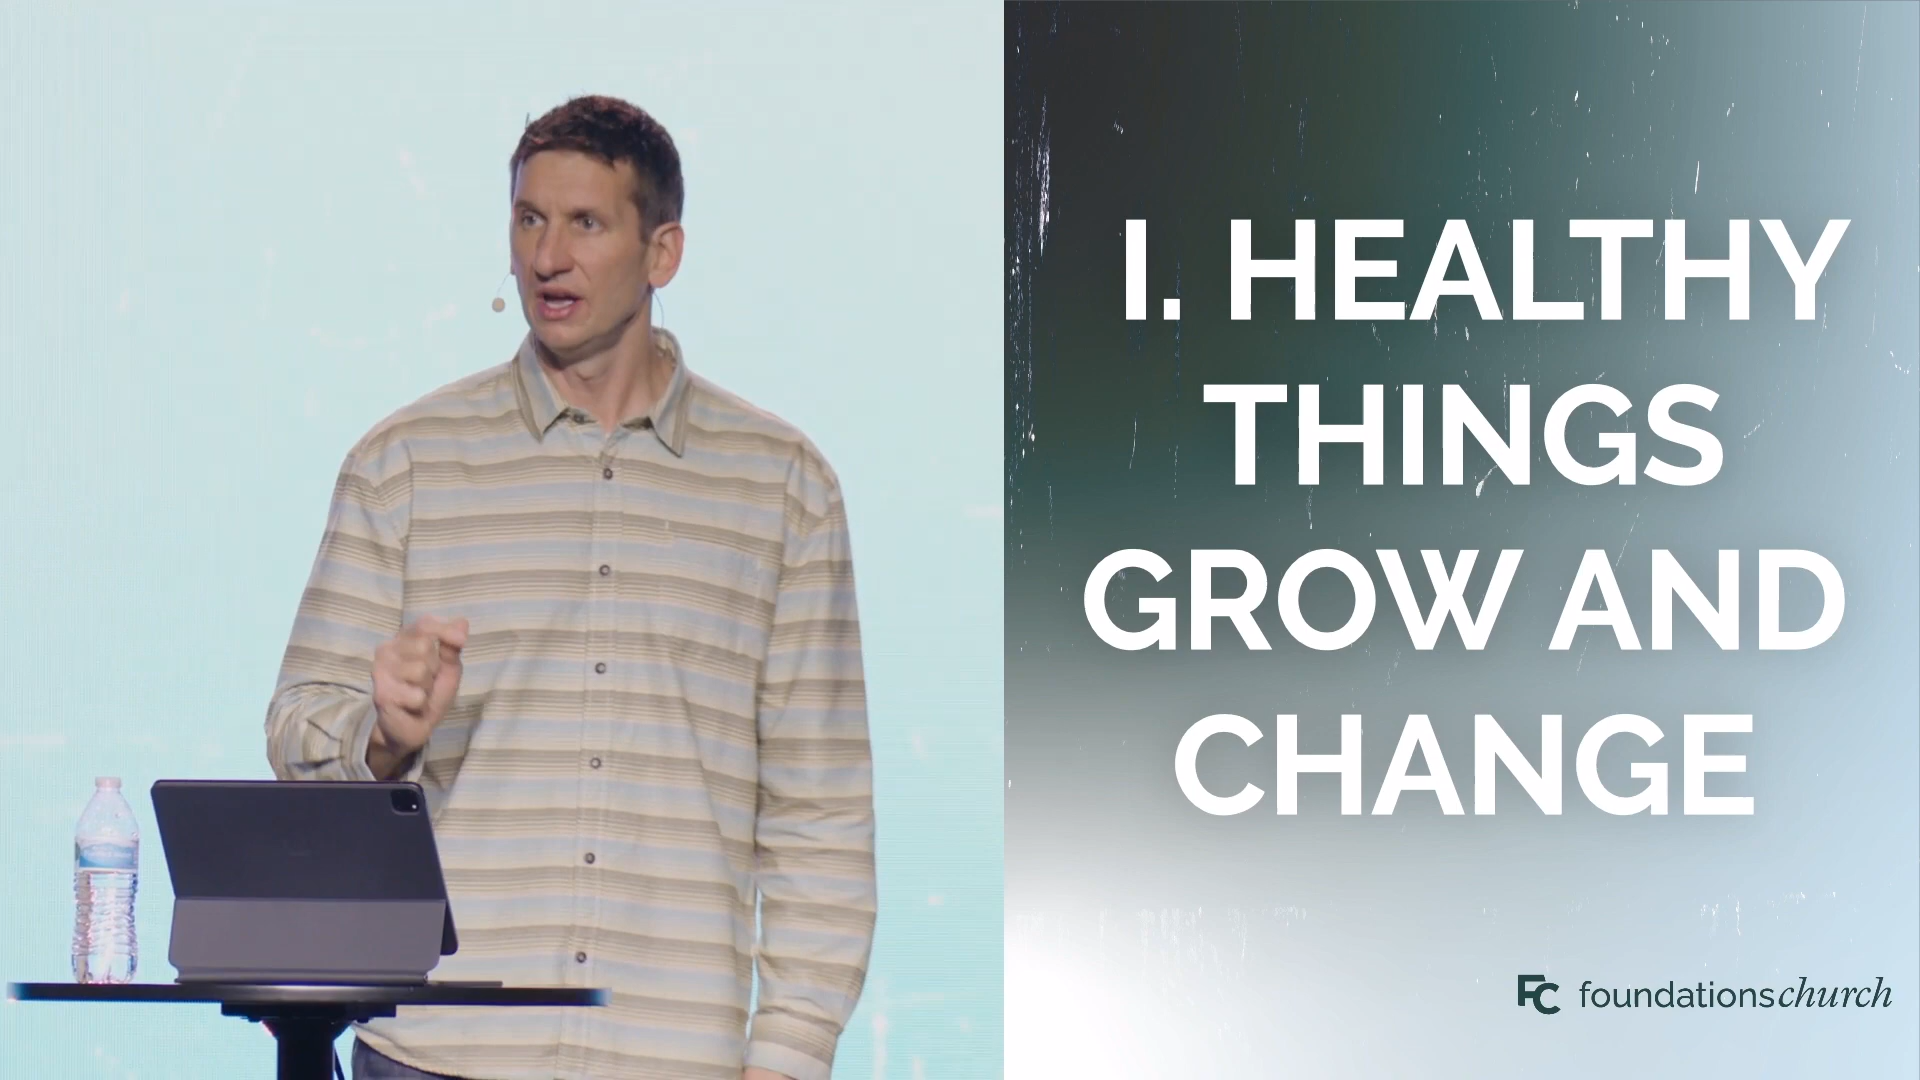 I. HEALTHY
THINGS
GROW AND
CHANGE
FC foundationschurch